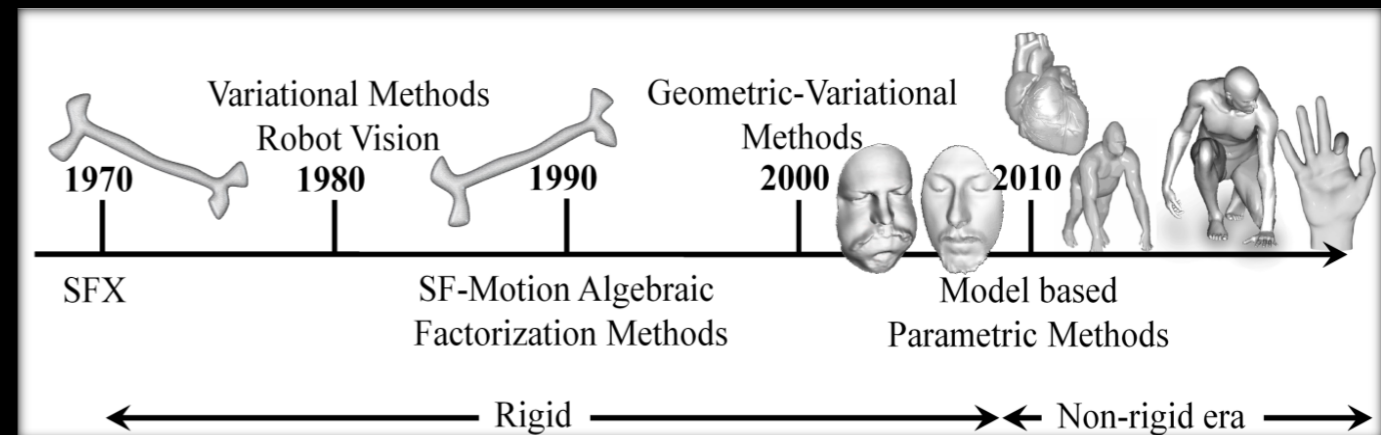 Variational Methods
Robot Vision
Geometric-Variational
Methods
1970
1980
1990
2000
2010
SFX
SF-Motion Algebraic
Factorization Methods
Model based
Parametric Methods
Rigid
Non-rigid era